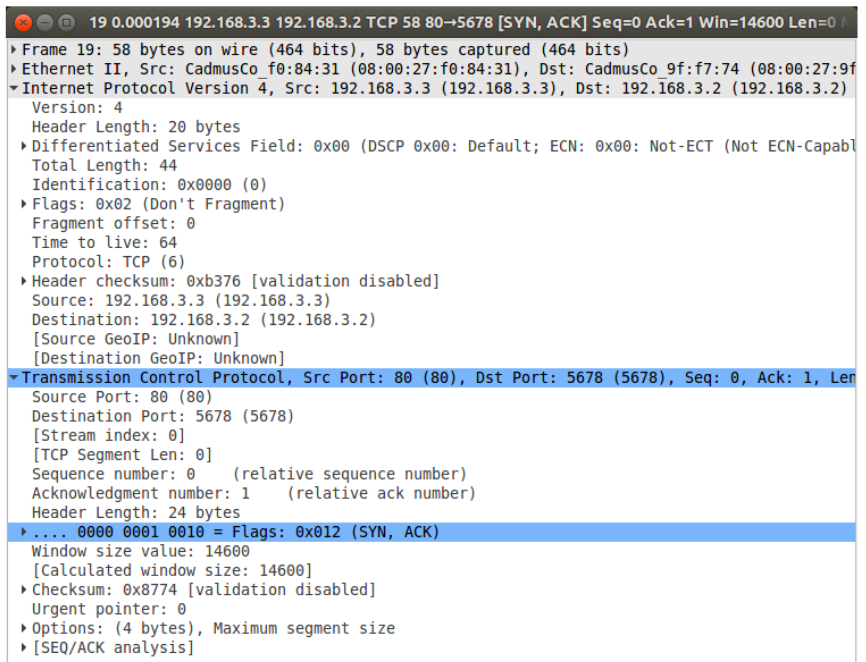 19 0.000194 192.168.3.3 192.168.3.2 TCP 58 80→5678 [SYN, ACK] Seq=0 Ack=1 Win=14600 Len=0
Frame 19: 58 bytes on wire (464 bits), 58 bytes captured (464 bits)
Ethernet II, Src: CadmusCo_f0:84:31 (08:00:27:f0:84:31), Dst: CadmusCo_9f:f7:74 (08:00:27:9f
Internet Protocol Version 4, Src: 192.168.3.3 (192.168.3.3), Dst: 192.168.3.2 (192.168.3.2)
Version: 4
Header Length: 20 bytes
Differentiated Services Field: 0x00 (DSCP 0x00: Default; ECN: 0x00: Not-ECT (Not ECN-Capabl
Total Length: 44
Identification: 0x0000 (0)
Flags: 0x02 (Don't Fragment)
Fragment offset: 0
Time to live: 64
Protocol: TCP (6)
Header checksum: 0xb376 [validation disabled]
Source: 192.168.3.3 (192.168.3.3)
Destination: 192.168.3.2 (192.168.3.2)
[Source GeoIP: Unknown]
[Destination GeoIP: Unknown]
Transmission Control Protocol, Src Port: 80 (80), Dst Port: 5678 (5678), Seq: 0, Ack: 1, Len
Source Port: 80 (80)
Destination Port: 5678 (5678)
[Stream index: 0]
[TCP Segment Len: 0]
Sequence number: 0    (relative sequence number)
Acknowledgment number: 1    (relative ack number)
Header Length: 24 bytes
.... 0000 0001 0010 = Flags: 0x012 (SYN, ACK)
Window size value: 14600
[Calculated window size: 14600]
Checksum: 0x8774 [validation disabled]
Urgent pointer: 0
Options: (4 bytes), Maximum segment size
[SEQ/ACK analysis]